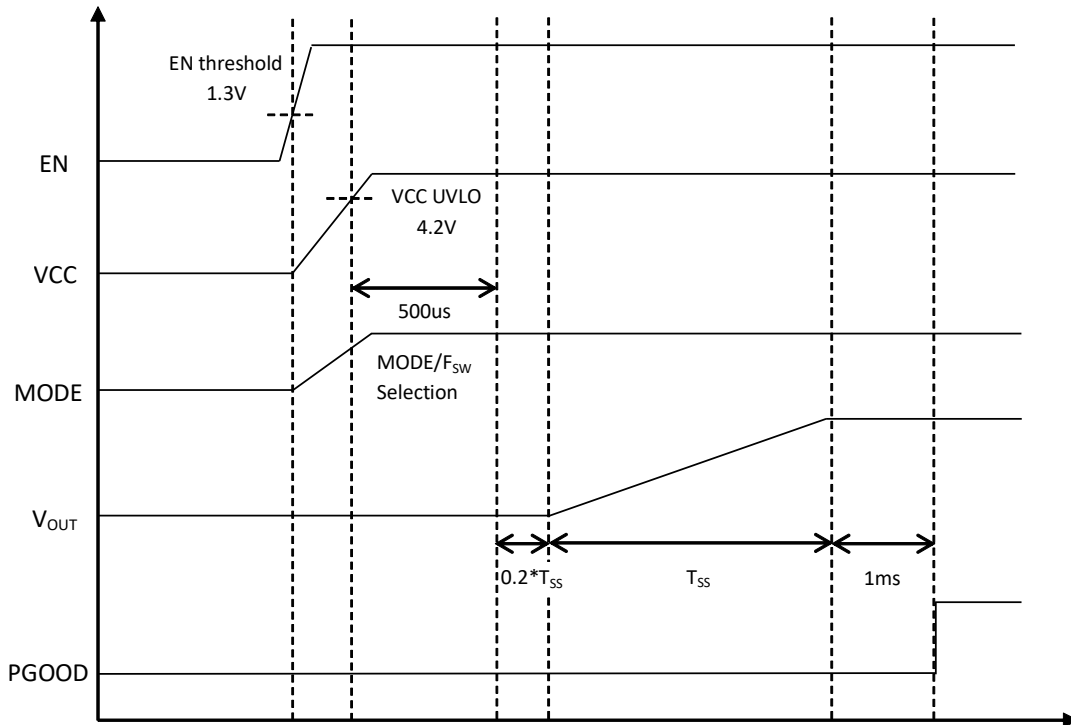 EN threshold
1.3V
EN
VCC UVLO
4.2V
VCC
500us
MODE/FSW
Selection
MODE
VOUT
0.2*TSS
TSS
1ms
PGOOD